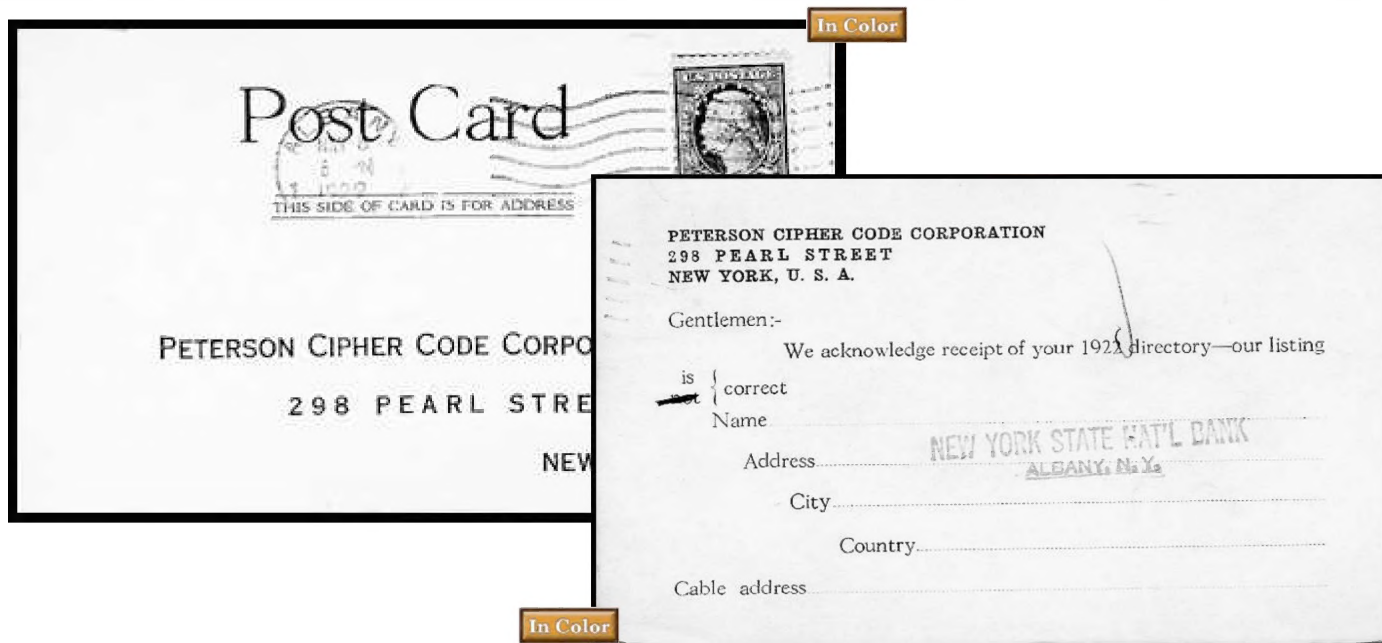 In Color
Post Card
U.S. POSTAGE
THIS SIDE OF CARD IS FOR ADDRESS
PETERSON CIPHER CODE CORPO
298 PEARL STRE
NEW
PETERSON CIPHER CODE CORPORATION
298 PEARL STREET
NEW YORK, U. S. A.
Gentlemen:-
We acknowledge receipt of your 1922 directory—our listing
is
not { correct
Name
NEW YORK STATE NAT'L BANK
Address
ALBANY, N. Y.
City
Country
Cable address
In Color